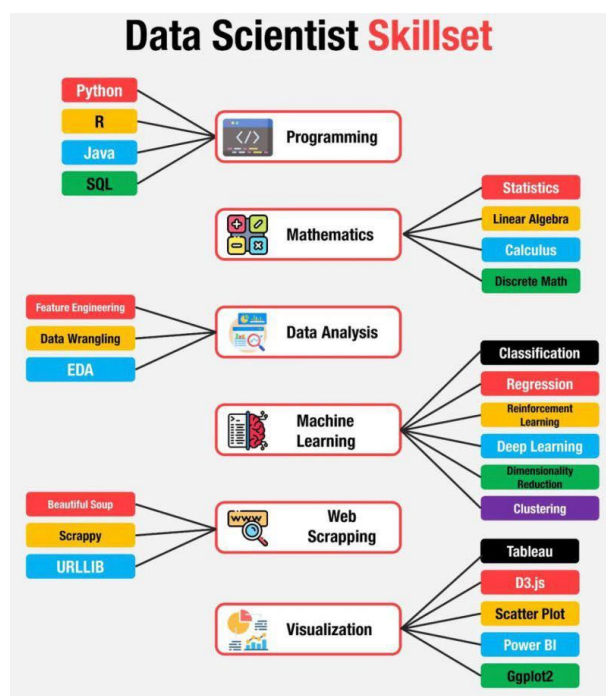 Data Scientist Skillset
Python
R
Java
SQL
</>
Programming
Mathematics
Statistics
Linear Algebra
Calculus
Discrete Math
Feature Engineering
Data Wrangling
EDA
Data Analysis
Machine
Learning
Classification
Regression
Reinforcement
Learning
Deep Learning
Dimensionality
Reduction
Clustering
Beautiful Soup
Scrappy
URLLIB
WWW
Web
Scrapping
Visualization
Tableau
D3.js
Scatter Plot
Power BI
Ggplot2